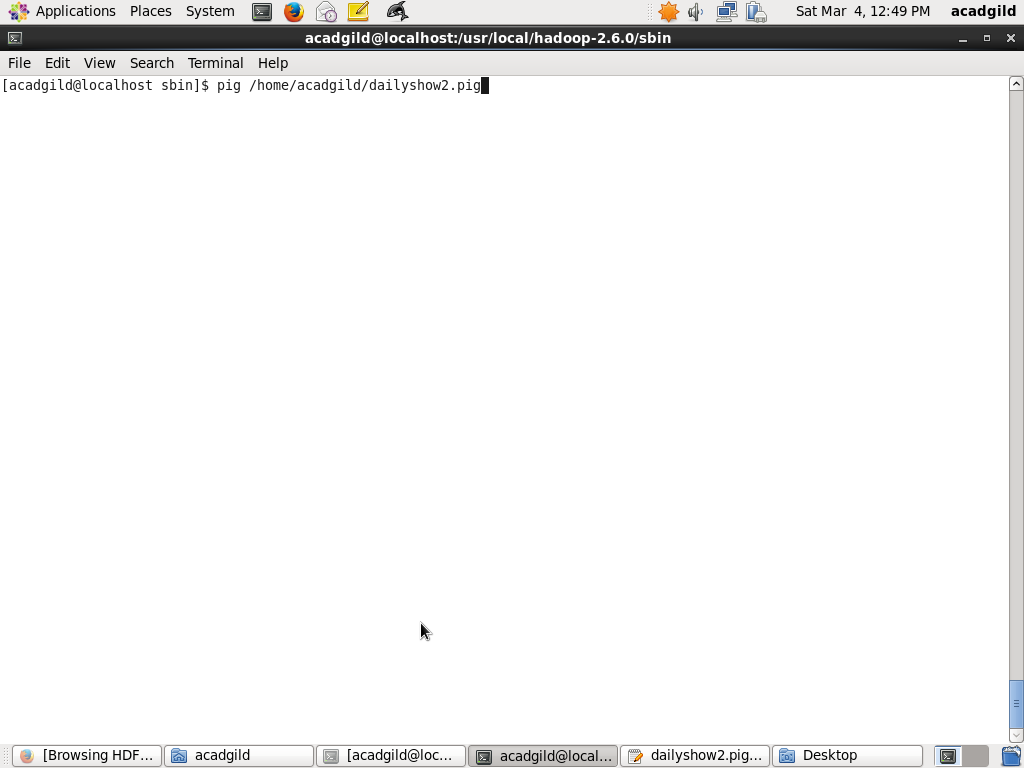 Applications Places System Sat Mar 4, 12:49 PM acadgild
acadgild@localhost:/usr/local/hadoop-2.6.0/sbin
File Edit View Search Terminal Help
[acadgild@localhost sbin]$ pig /home/acadgild/dailyshow2.pig
[Browsing HDF... acadgild [acadgild@loc... acadgild@local... dailyshow2.pig... Desktop